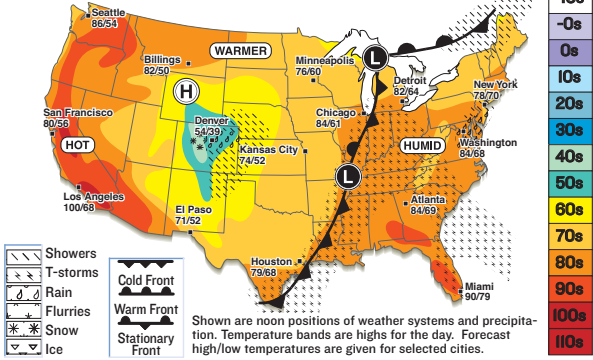 Seattle
86/54
Billings
82/50
WARMER
Minneapolis
76/60
L
Detroit
82/64
New York
78/70
H
San Francisco
80/56
HOT
Denver
54/39
Kansas City
74/52
Chicago
84/61
HUMID
Washington
84/68
L
Los Angeles
100/68
El Paso
71/52
Atlanta
84/69
Houston
79/68
Miami
90/79
Showers
T-storms
Rain
Flurries
Snow
Ice
Cold Front
Warm Front
Stationary
Front
Shown are noon positions of weather systems and precipita-
tion. Temperature bands are highs for the day. Forecast
high/low temperatures are given for selected cities.
-0s
0s
10s
20s
30s
40s
50s
60s
70s
80s
90s
100s
110s